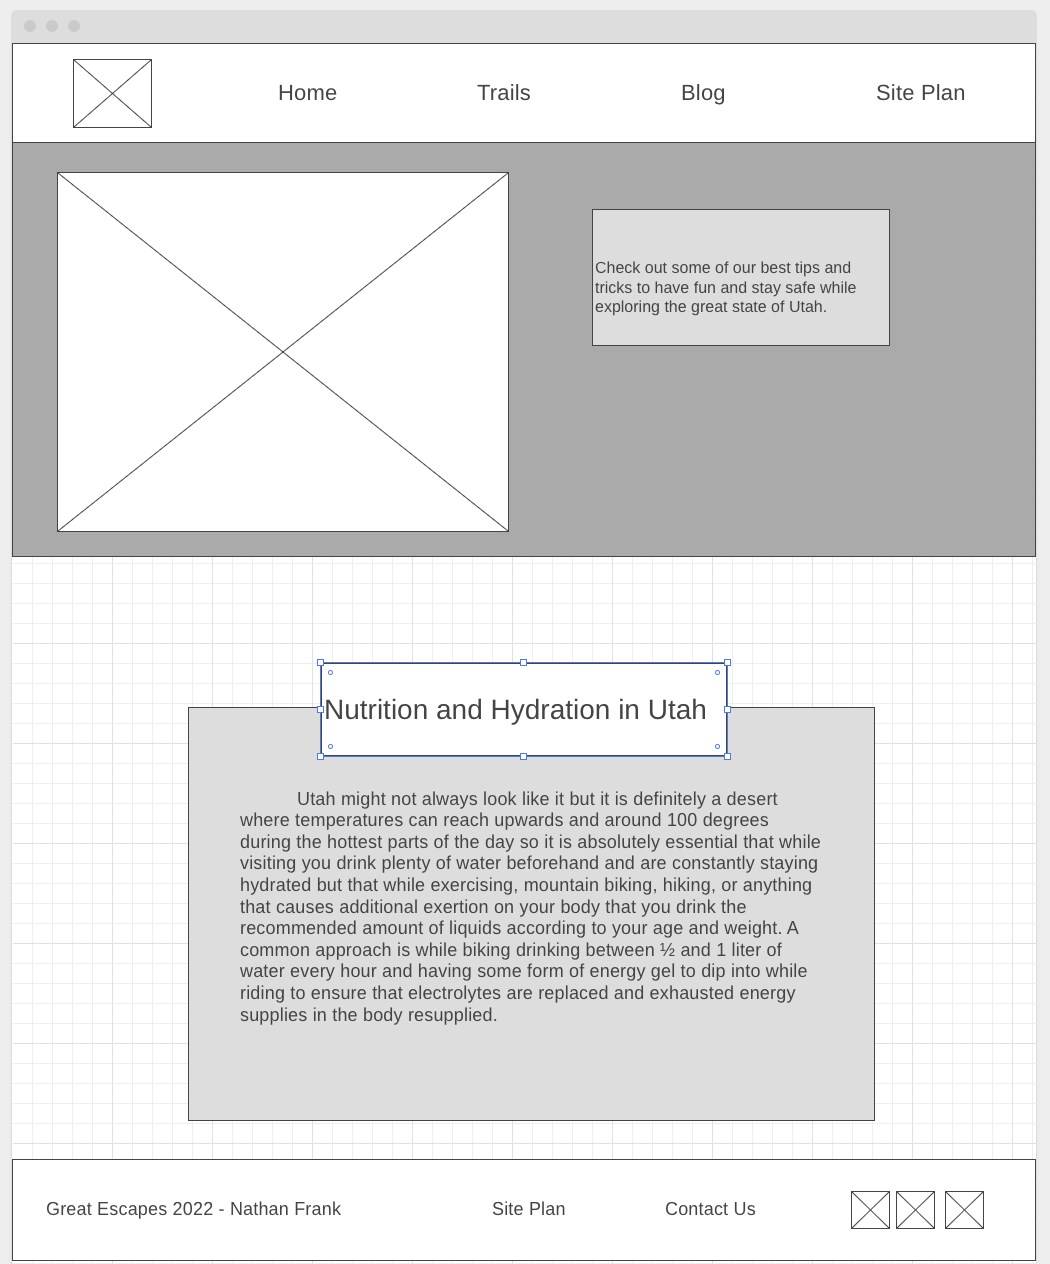 Home Trails Blog Site Plan
Check out some of our best tips and
tricks to have fun and stay safe while
exploring the great state of Utah.
Nutrition and Hydration in Utah
Utah might not always look like it but it is definitely a desert
where temperatures can reach upwards and around 100 degrees
during the hottest parts of the day so it is absolutely essential that while
visiting you drink plenty of water beforehand and are constantly staying
hydrated but that while exercising, mountain biking, hiking, or anything
that causes additional exertion on your body that you drink the
recommended amount of liquids according to your age and weight. A
common approach is while biking drinking between ½ and 1 liter of
water every hour and having some form of energy gel to dip into while
riding to ensure that electrolytes are replaced and exhausted energy
supplies in the body resupplied.
Great Escapes 2022 - Nathan Frank Site Plan Contact Us